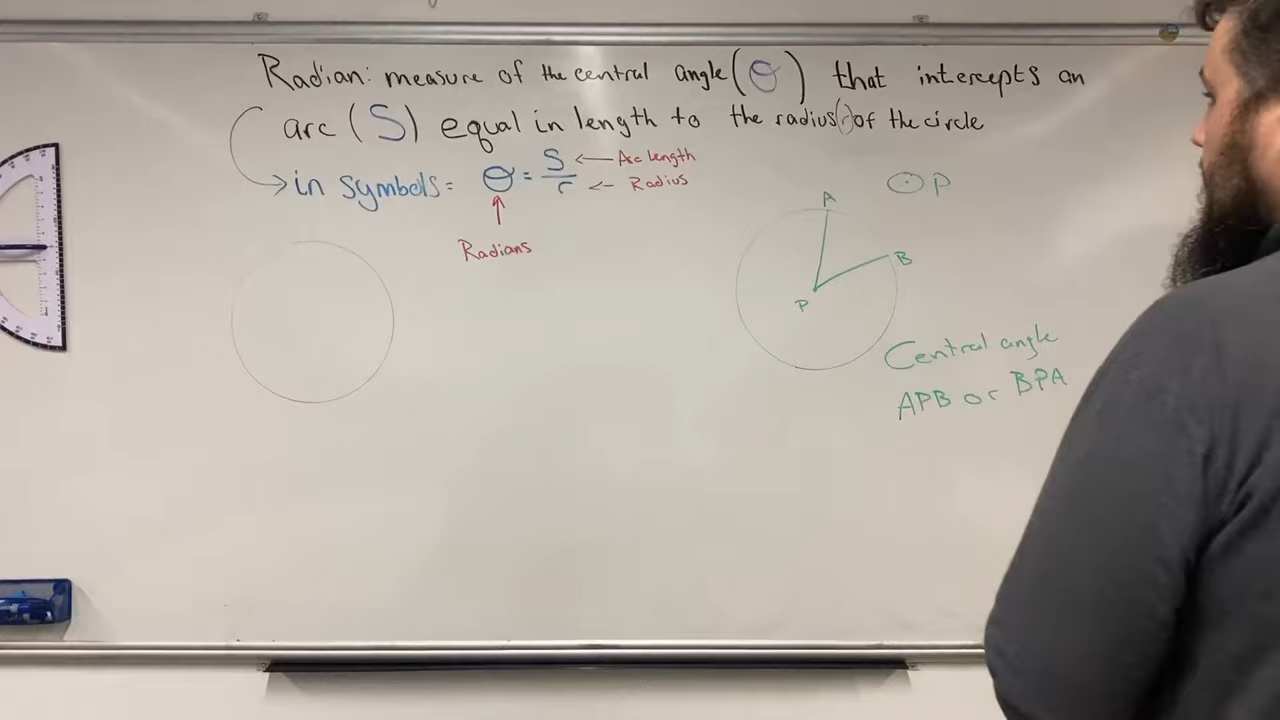 Radian: measure of the central angle (θ) that intercepts an
arc (S) equal in length to the radius (r) of the circle
in symbols = θ = S/r ← Arc length
← Radius
Radians
⊙ P
A
B
P
Central angle
APB or BPA